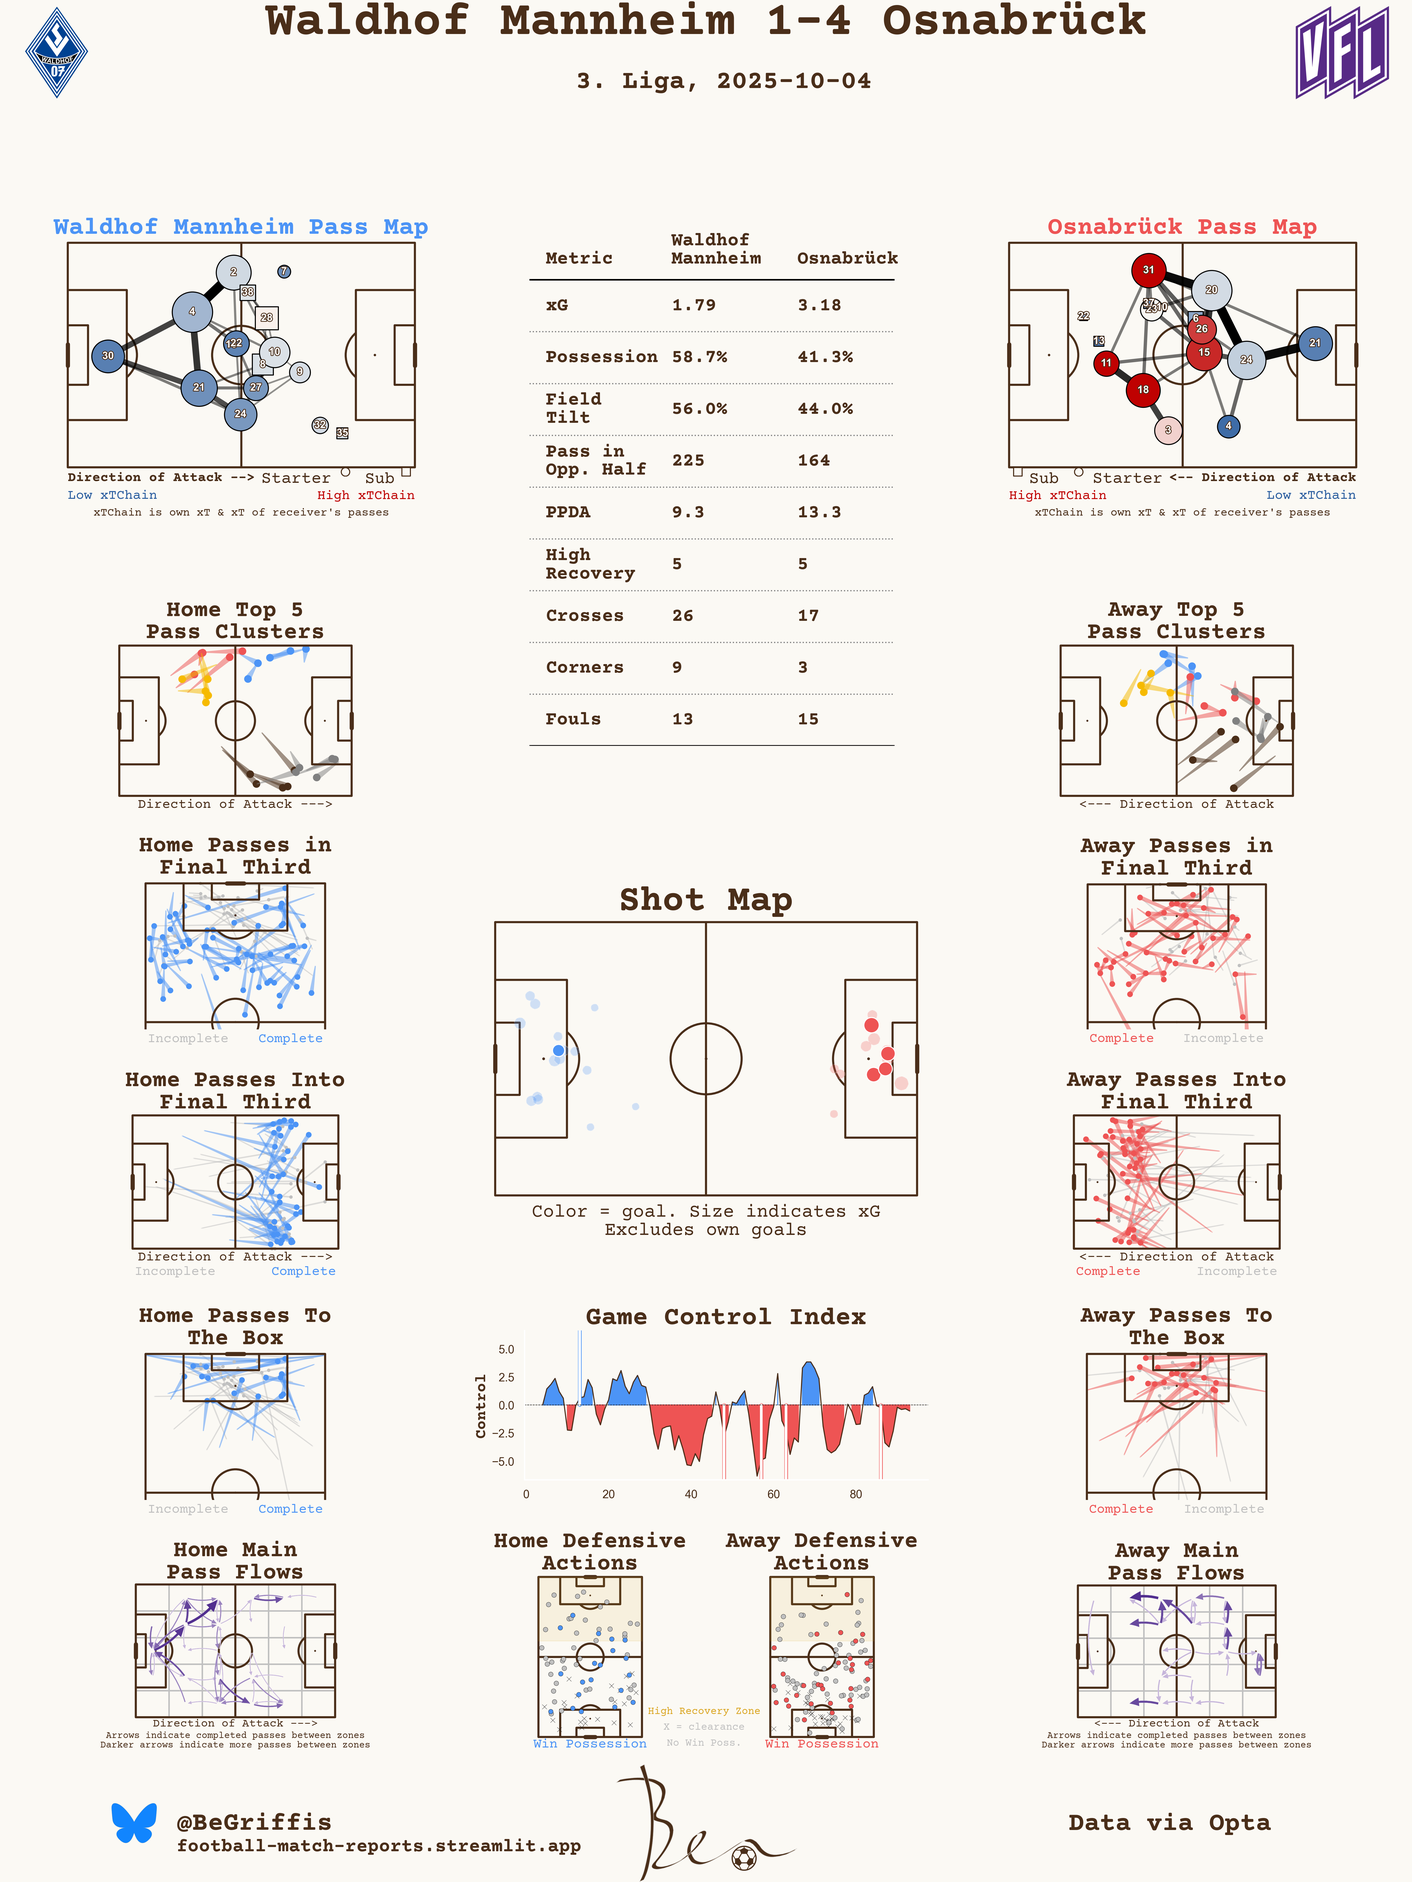 Waldhof Mannheim 1-4 Osnabrück
3. Liga, 2025-10-04
WALDHOF
07
VFL
Waldhof Mannheim Pass Map
2
7
38
4
28
30
22
10
8
9
21
27
24
32
35
Direction of Attack --> Starter Sub
Low xTChain High xTChain
xTChain is own xT & xT of receiver's passes
Metric Waldhof Mannheim Osnabrück
xG 1.79 3.18
Possession 58.7% 41.3%
Field Tilt 56.0% 44.0%
Pass in Opp. Half 225 164
PPDA 9.3 13.3
High Recovery 5 5
Crosses 26 17
Corners 9 3
Fouls 13 15
Osnabrück Pass Map
31
20
37
23
10
22
6
26
13
21
15
11
24
18
3
4
Sub Starter <-- Direction of Attack
High xTChain Low xTChain
xTChain is own xT & xT of receiver's passes
Home Top 5
Pass Clusters
Direction of Attack --->
Away Top 5
Pass Clusters
<--- Direction of Attack
Home Passes in
Final Third
Incomplete Complete
Away Passes in
Final Third
Complete Incomplete
Shot Map
Color = goal. Size indicates xG
Excludes own goals
Home Passes Into
Final Third
Direction of Attack --->
Incomplete Complete
Away Passes Into
Final Third
<--- Direction of Attack
Complete Incomplete
Home Passes To
The Box
Incomplete Complete
Game Control Index
Control
5.0
2.5
0.0
−2.5
−5.0
0 20 40 60 80
Away Passes To
The Box
Complete Incomplete
Home Main
Pass Flows
Direction of Attack --->
Arrows indicate completed passes between zones
Darker arrows indicate more passes between zones
Home Defensive
Actions
Win Possession
Away Defensive
Actions
Win Possession
High Recovery Zone
X = clearance
No Win Poss.
Away Main
Pass Flows
<--- Direction of Attack
Arrows indicate completed passes between zones
Darker arrows indicate more passes between zones
@BeGriffis
football-match-reports.streamlit.app
Ben
Data via Opta